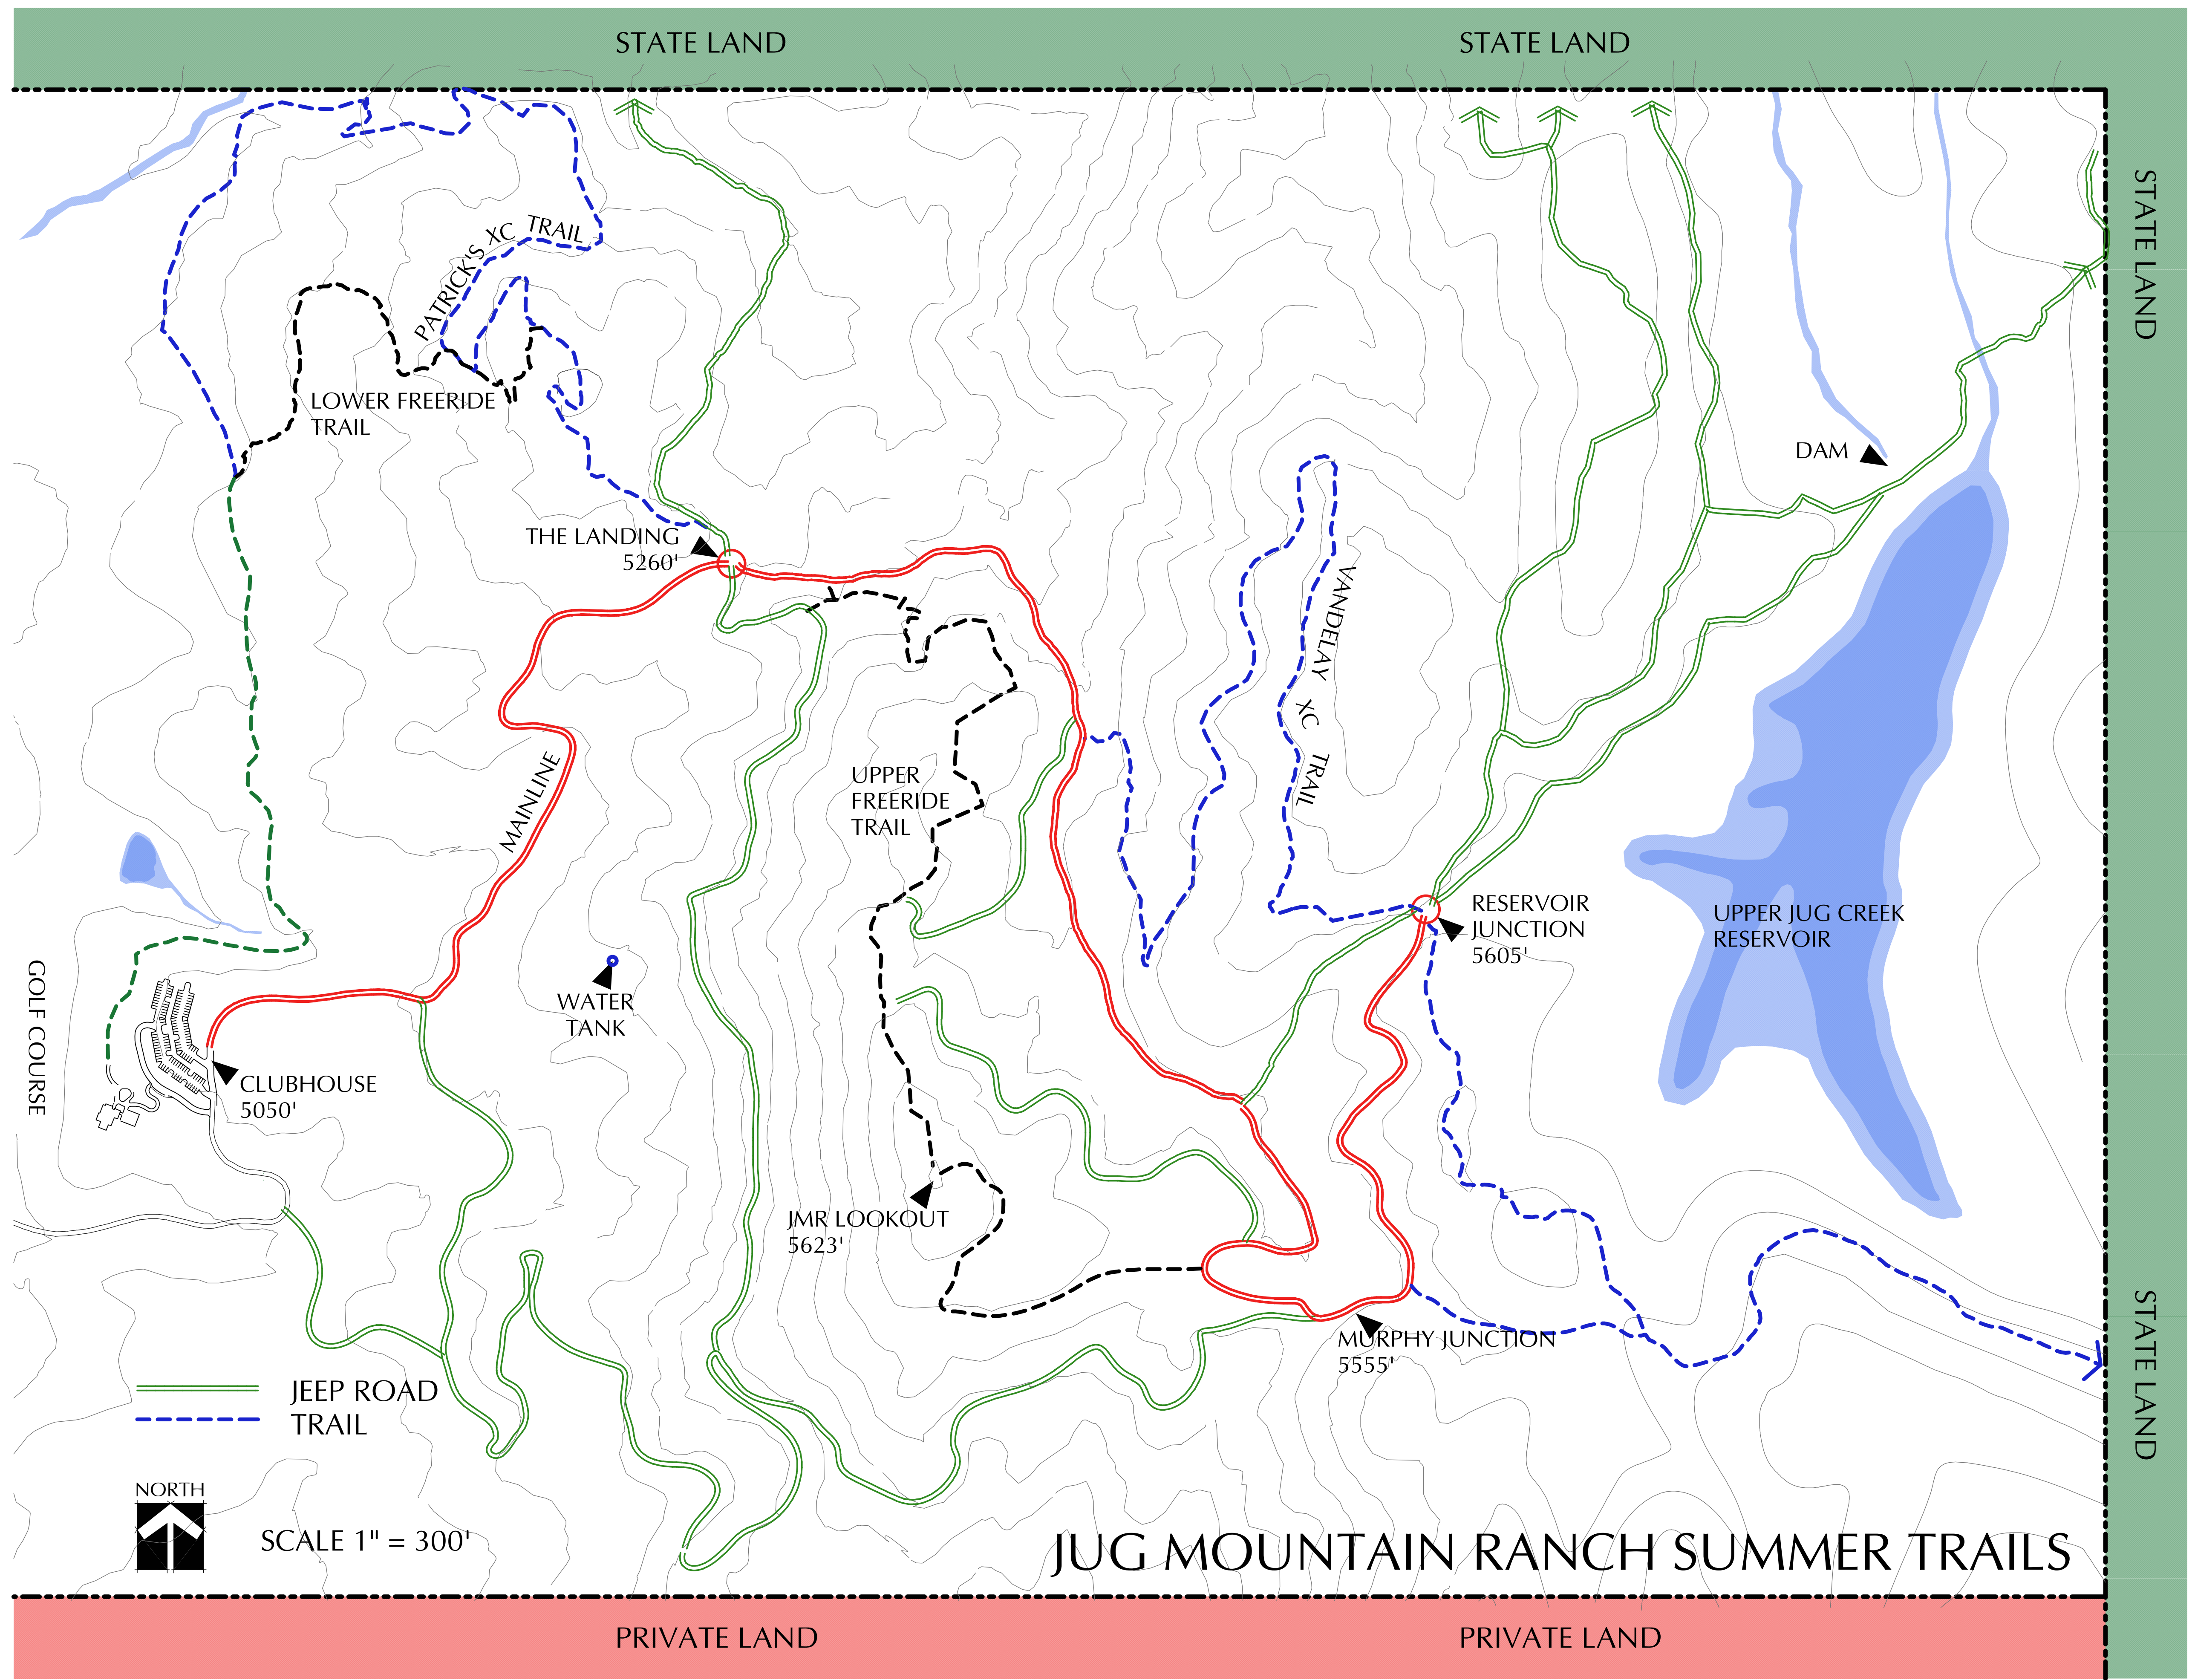 STATE LAND
STATE LAND
STATE LAND
PATRICK'S XC TRAIL
LOWER FREERIDE
TRAIL
DAM
THE LANDING
5260'
VANDELAY XC TRAIL
MAINLINE
UPPER
FREERIDE
TRAIL
RESERVOIR
JUNCTION
5605'
UPPER JUG CREEK
RESERVOIR
GOLF COURSE
WATER
TANK
CLUBHOUSE
5050'
JMR LOOKOUT
5623'
MURPHY JUNCTION
5555'
STATE LAND
JEEP ROAD
TRAIL
NORTH
SCALE 1" = 300'
JUG MOUNTAIN RANCH SUMMER TRAILS
PRIVATE LAND
PRIVATE LAND